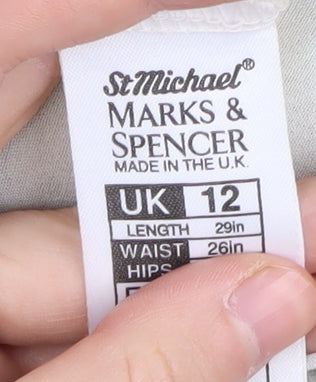 St Michael®
MARKS &
SPENCER
MADE IN THE U.K.
UK 12
LENGTH 29in
WAIST 26in
HIPS